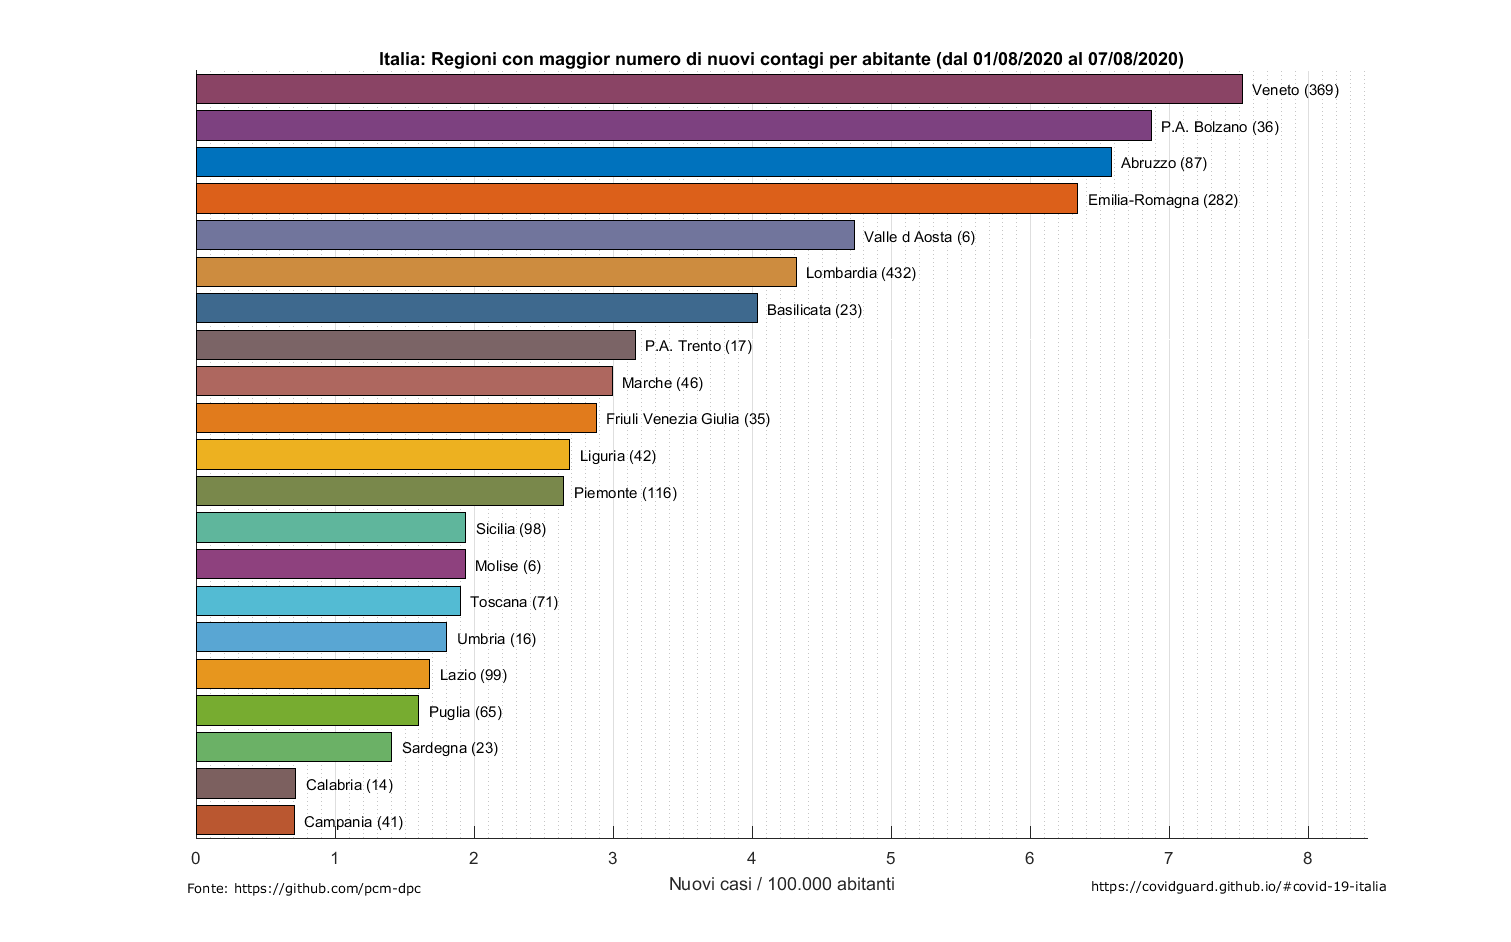 Italia: Regioni con maggior numero di nuovi contagi per abitante (dal 01/08/2020 al 07/08/2020)
Veneto (369)
P.A. Bolzano (36)
Abruzzo (87)
Emilia-Romagna (282)
Valle d Aosta (6)
Lombardia (432)
Basilicata (23)
P.A. Trento (17)
Marche (46)
Friuli Venezia Giulia (35)
Liguria (42)
Piemonte (116)
Sicilia (98)
Molise (6)
Toscana (71)
Umbria (16)
Lazio (99)
Puglia (65)
Sardegna (23)
Calabria (14)
Campania (41)
0 1 2 3 4 5 6 7 8
Nuovi casi / 100.000 abitanti
Fonte: https://github.com/pcm-dpc
https://covidguard.github.io/#covid-19-italia